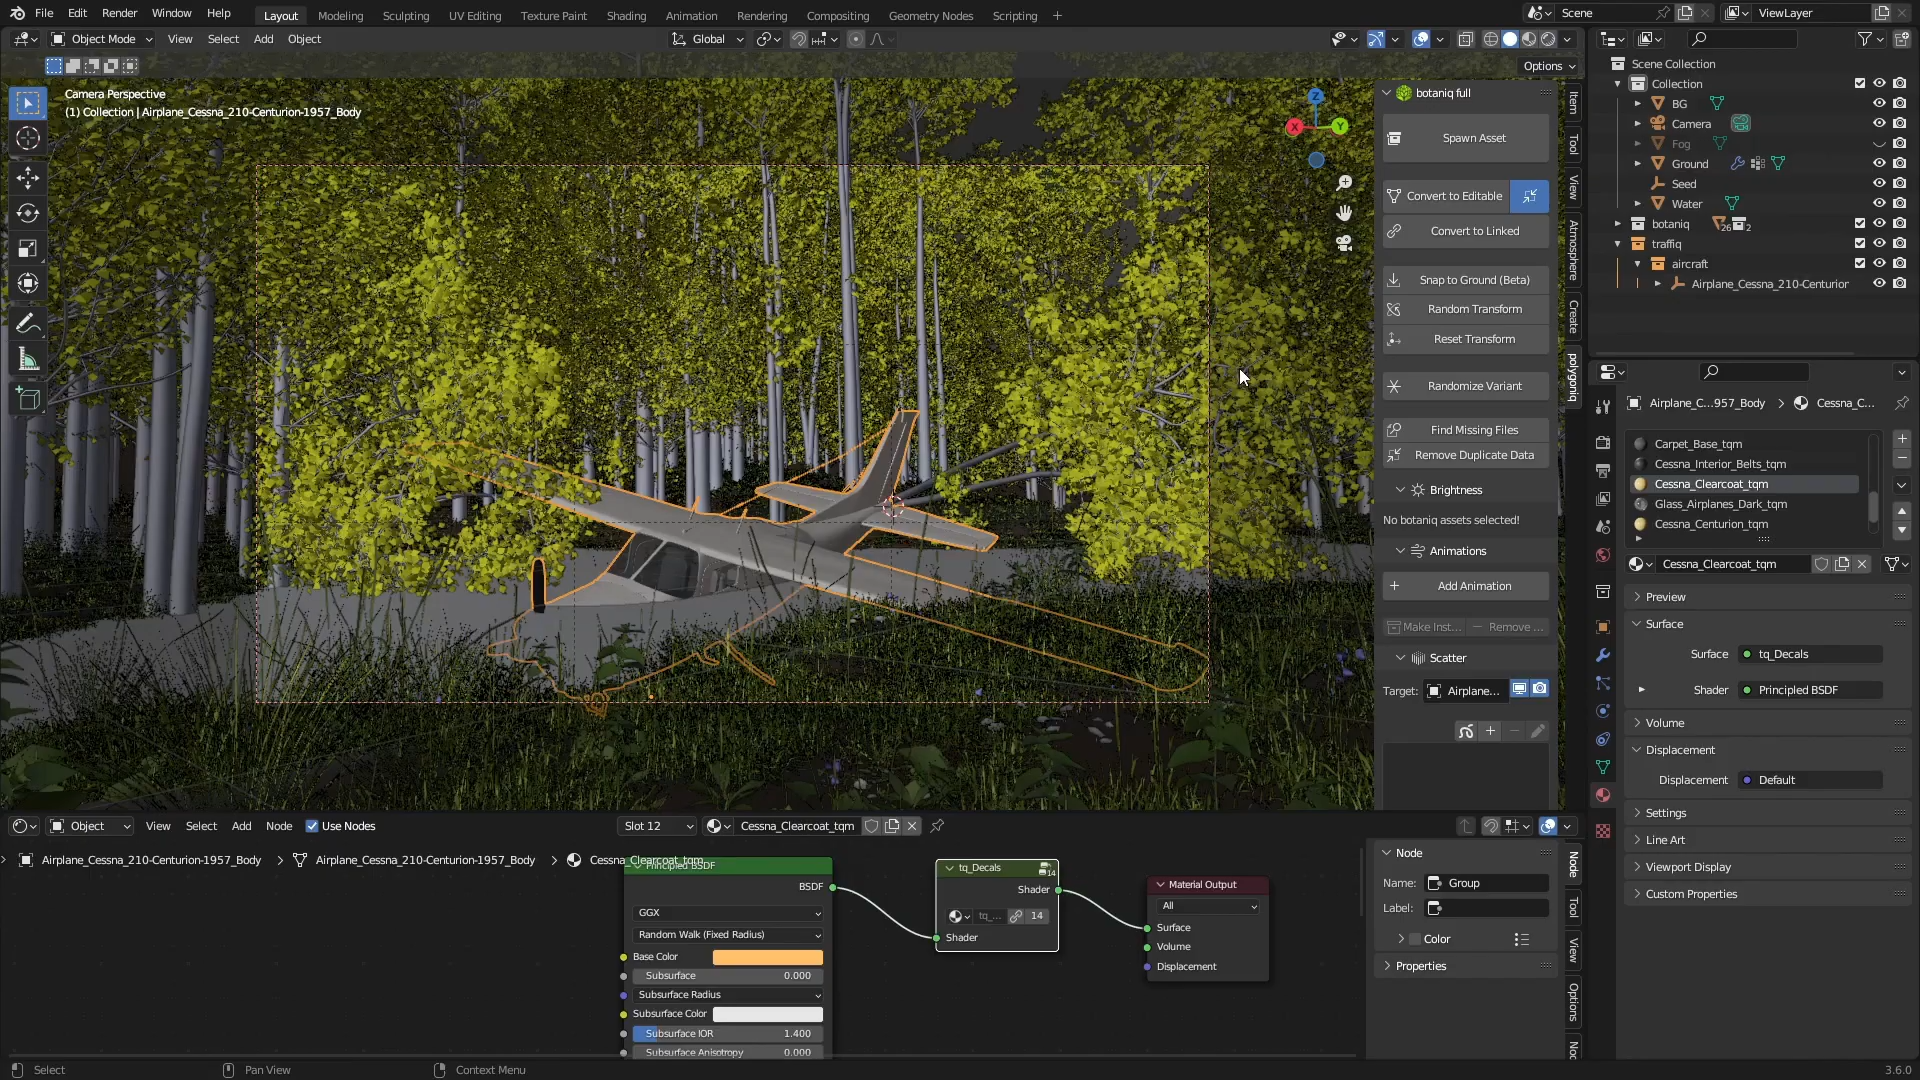 File Edit Render Window Help Layout Modeling Sculpting UV Editing Texture Paint Shading Animation Rendering Compositing Geometry Nodes Scripting + Scene ViewLayer
Object Mode View Select Add Object Global
Options
Camera Perspective
(1) Collection | Airplane_Cessna_210-Centurion-1957_Body
X
Y
Z
botaniq full
Spawn Asset
Convert to Editable
Convert to Linked
Snap to Ground (Beta)
Random Transform
Reset Transform
Randomize Variant
Find Missing Files
Remove Duplicate Data
Brightness
No botaniq assets selected!
Animations
Add Animation
Make Inst... Remove ...
Scatter
Target: Airplane...
Item
Tool
View
Atmosphere
Create
polygoniq
Scene Collection
Collection
BG
Camera
Fog
Ground
Seed
Water
botaniq 26 2
traffiq
aircraft
Airplane_Cessna_210-Centurior
Airplane_C...957_Body Cessna_C...
Carpet_Base_tqm
Cessna_Interior_Belts_tqm
Cessna_Clearcoat_tqm
Glass_Airplanes_Dark_tqm
Cessna_Centurion_tqm
Cessna_Clearcoat_tqm
Preview
Surface
Surface tq_Decals
Shader Principled BSDF
Volume
Displacement
Displacement Default
Settings
Line Art
Viewport Display
Custom Properties
Object View Select Add Node Use Nodes Slot 12 Cessna_Clearcoat_tqm
Airplane_Cessna_210-Centurion-1957_Body Airplane_Cessna_210-Centurion-1957_Body Cessna_Clearcoat_tqm
Principled BSDF
BSDF
GGX
Random Walk (Fixed Radius)
Base Color
Subsurface 0.000
Subsurface Radius
Subsurface Color
Subsurface IOR 1.400
Subsurface Anisotropy 0.000
tq_Decals 14
Shader
tq_... 14
Shader
Material Output
All
Surface
Volume
Displacement
Node
Name: Group
Label:
Color
Properties
Node
Tool
View
Options
Select Pan View Context Menu 3.6.0